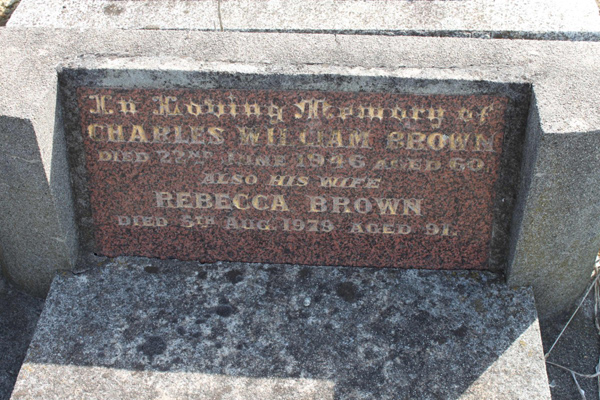 In Loving Memory of
CHARLES WILLIAM BROWN
DIED 22ND JUNE 1946 AGED 60.
ALSO HIS WIFE
REBECCA BROWN
DIED 5TH AUG. 1979 AGED 91.